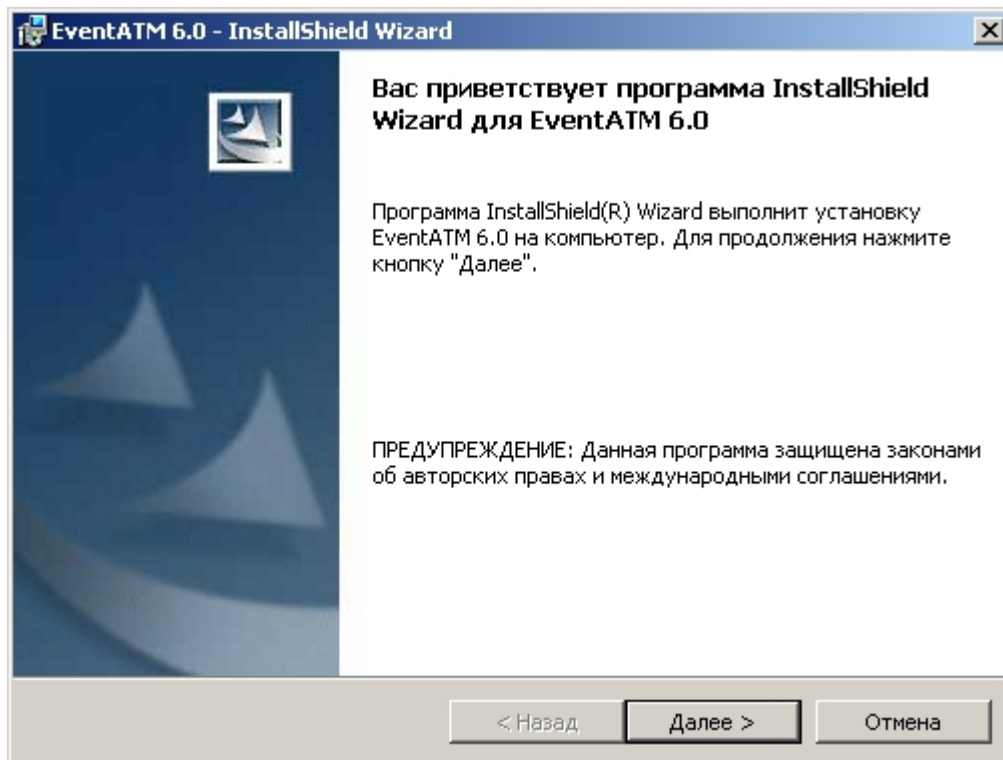 EventATM 6.0 - InstallShield Wizard
Вас приветствует программа InstallShield
Wizard для EventATM 6.0
Программа InstallShield(R) Wizard выполнит установку
EventATM 6.0 на компьютер. Для продолжения нажмите
кнопку "Далее".
ПРЕДУПРЕЖДЕНИЕ: Данная программа защищена законами
об авторских правах и международными соглашениями.
< Назад
Далее >
Отмена